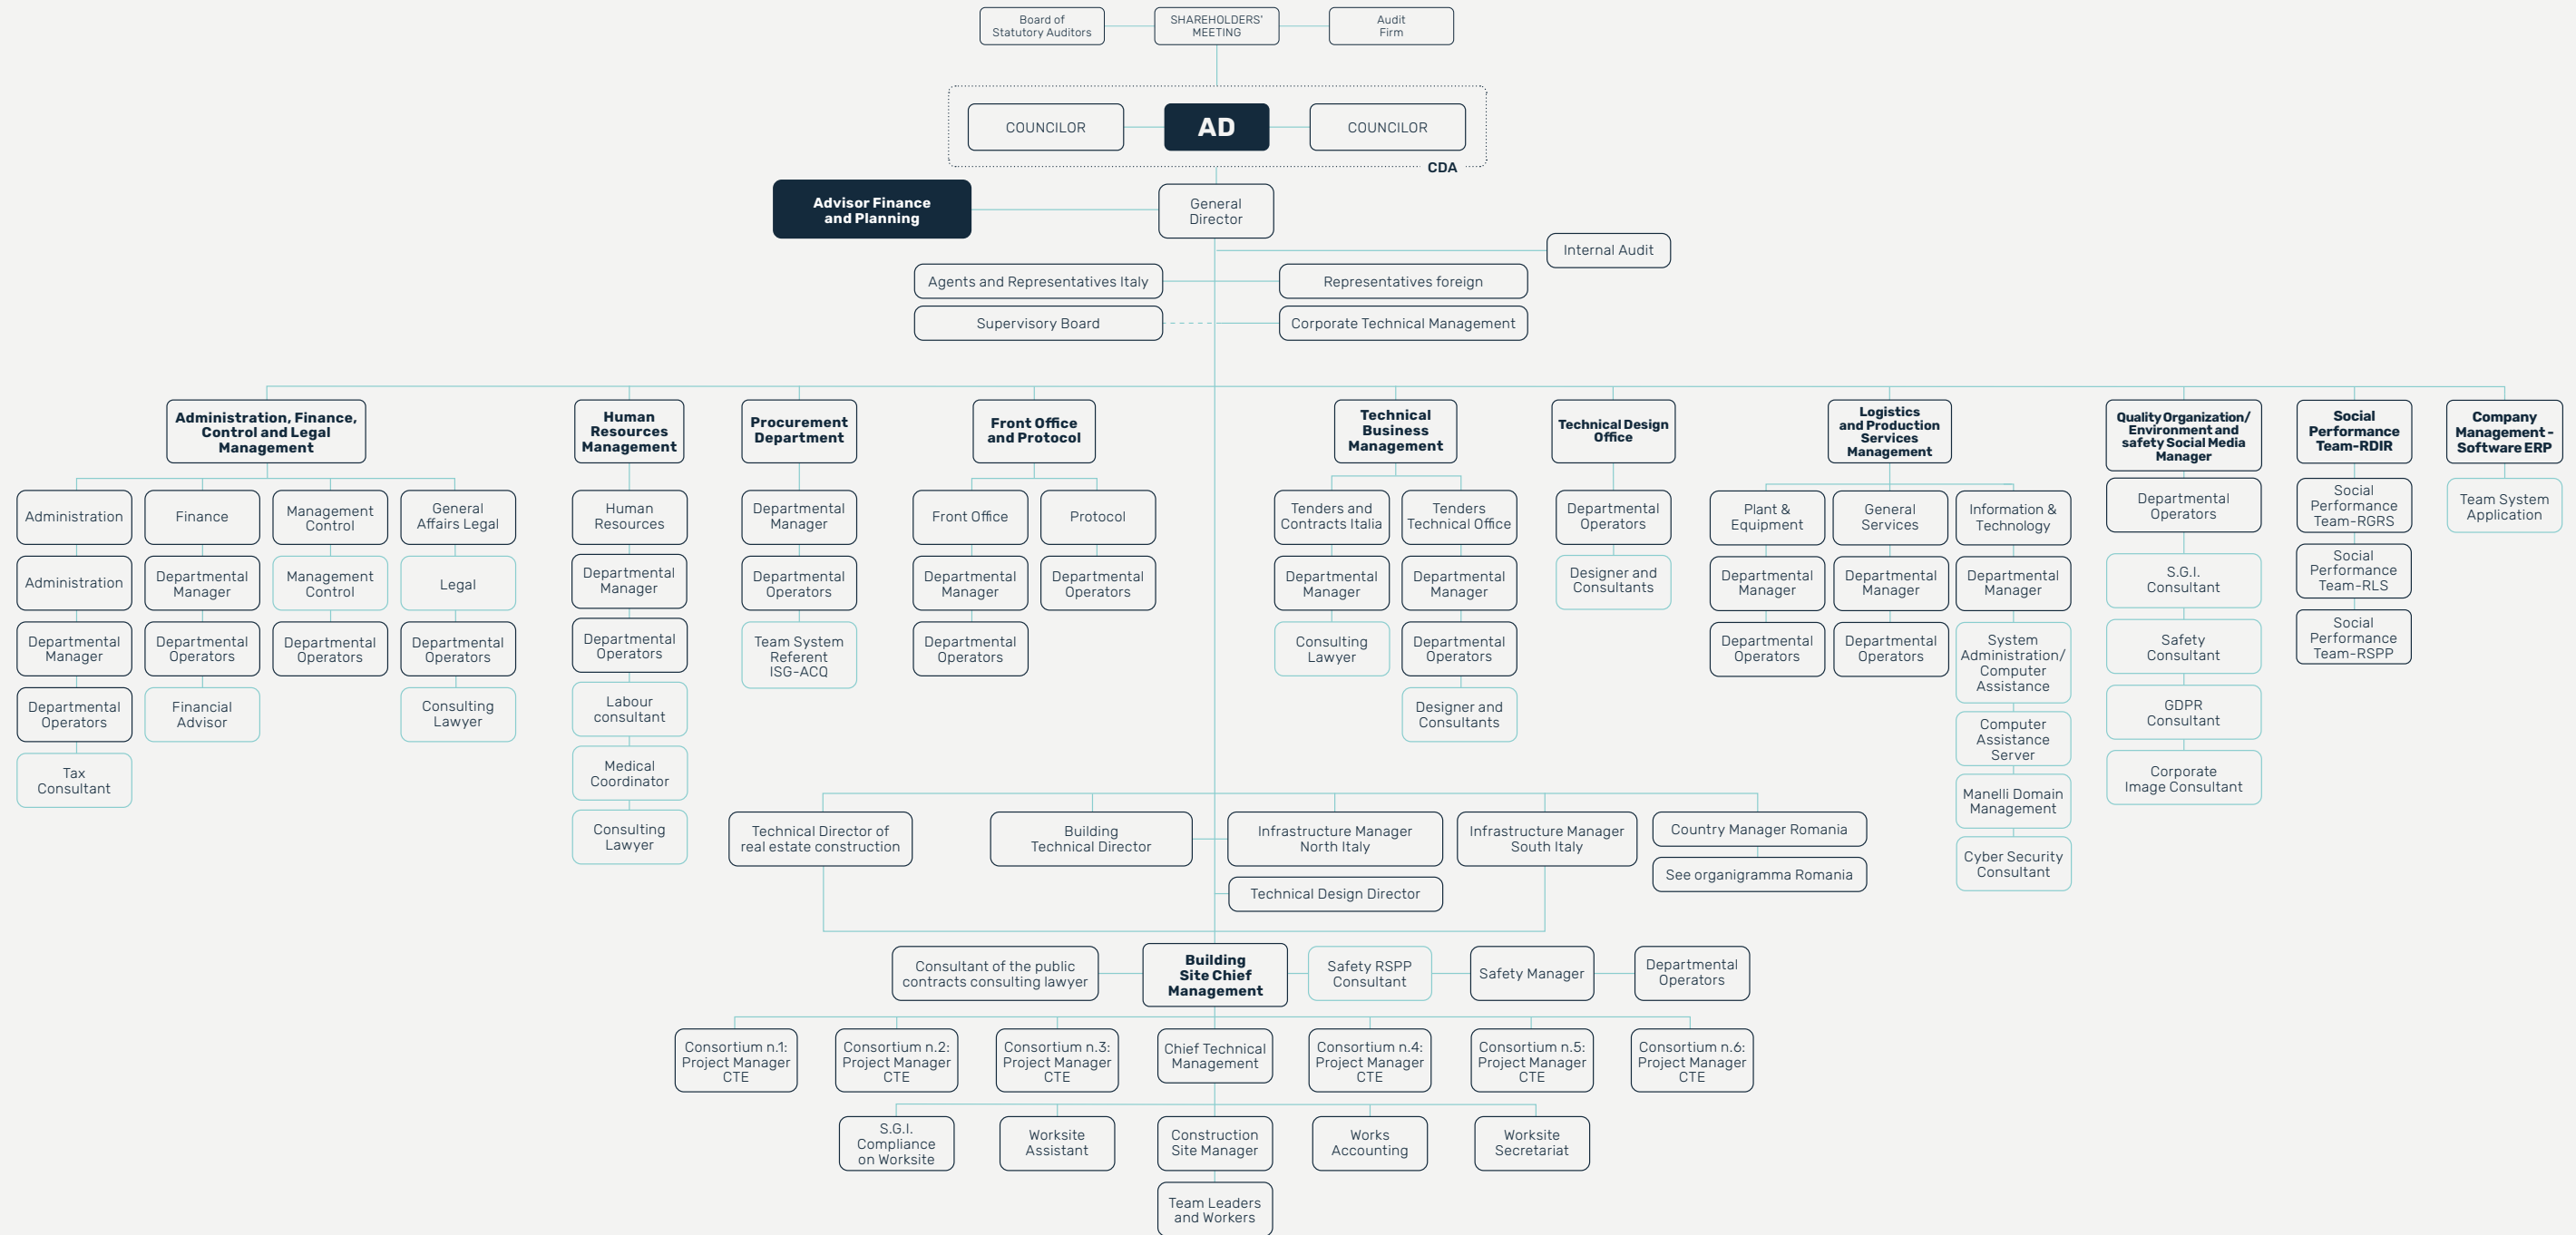 Board of
Statutory Auditors
SHAREHOLDERS'
MEETING
Audit
Firm
COUNCILOR
AD
COUNCILOR
CDA
Advisor Finance
and Planning
General
Director
Internal Audit
Agents and Representatives Italy
Representatives foreign
Supervisory Board
Corporate Technical Management
Administration, Finance,
Control and Legal
Management
Administration
Administration
Departmental
Manager
Departmental
Operators
Tax
Consultant
Finance
Departmental
Manager
Departmental
Operators
Financial
Advisor
Management
Control
Management
Control
Departmental
Operators
General
Affairs Legal
Legal
Departmental
Operators
Consulting
Lawyer
Human
Resources
Management
Human
Resources
Departmental
Manager
Departmental
Operators
Labour
consultant
Medical
Coordinator
Consulting
Lawyer
Procurement
Department
Departmental
Manager
Departmental
Operators
Team System
Referent
ISG-ACQ
Front Office
and Protocol
Front Office
Departmental
Manager
Departmental
Operators
Protocol
Departmental
Operators
Technical
Business
Management
Tenders and
Contracts Italia
Departmental
Manager
Consulting
Lawyer
Tenders
Technical Office
Departmental
Manager
Departmental
Operators
Designer and
Consultants
Technical Design
Office
Departmental
Operators
Designer and
Consultants
Logistics
and Production
Services
Management
Plant &
Equipment
Departmental
Manager
Departmental
Operators
General
Services
Departmental
Manager
Departmental
Operators
Information &
Technology
Departmental
Manager
System
Administration/
Computer
Assistance
Computer
Assistance
Server
Manelli Domain
Management
Cyber Security
Consultant
Quality Organization/
Environment and
safety Social Media
Manager
Departmental
Operators
S.G.I.
Consultant
Safety
Consultant
GDPR
Consultant
Corporate
Image Consultant
Social
Performance
Team-RDIR
Social
Performance
Team-RGRS
Social
Performance
Team-RLS
Social
Performance
Team-RSPP
Company
Management -
Software ERP
Team System
Application
Technical Director of
real estate construction
Building
Technical Director
Infrastructure Manager
North Italy
Infrastructure Manager
South Italy
Country Manager Romania
See organigramma Romania
Technical Design Director
Consultant of the public
contracts consulting lawyer
Building
Site Chief
Management
Safety RSPP
Consultant
Safety Manager
Departmental
Operators
Consortium n.1:
Project Manager
CTE
Consortium n.2:
Project Manager
CTE
Consortium n.3:
Project Manager
CTE
Chief Technical
Management
Consortium n.4:
Project Manager
CTE
Consortium n.5:
Project Manager
CTE
Consortium n.6:
Project Manager
CTE
S.G.I.
Compliance
on Worksite
Worksite
Assistant
Construction
Site Manager
Works
Accounting
Worksite
Secretariat
Team Leaders
and Workers